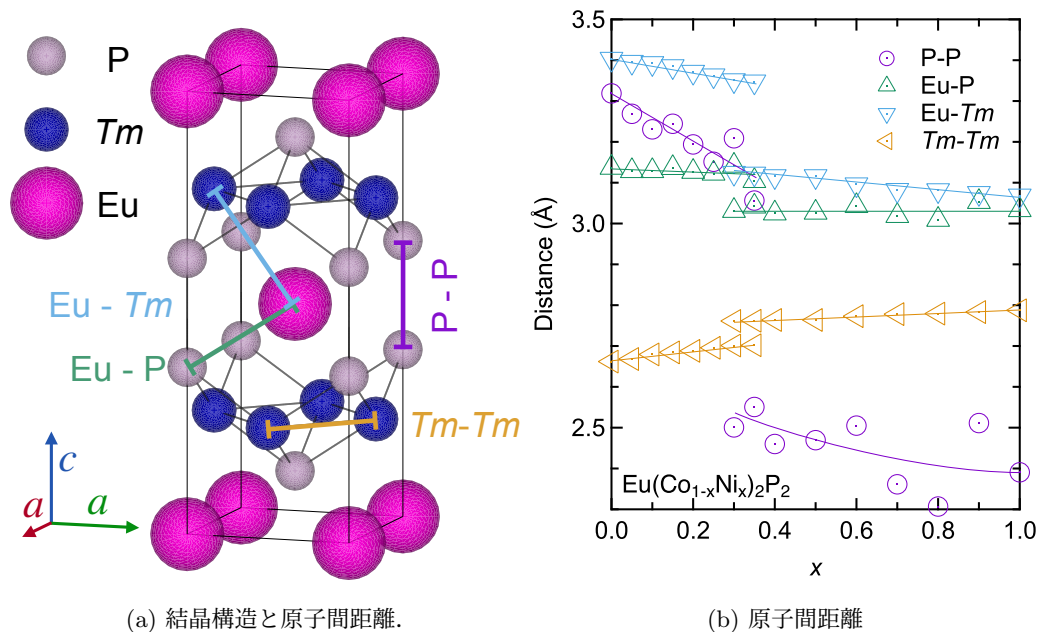 (a)
P
Tm
Eu
Eu - Tm
Eu - P
P - P
Tm-Tm
c
a
a
(a) 結晶構造と原子間距離.
(b)
3.5
3.0
2.5
Distance (Å)
P-P
Eu-P
Eu-Tm
Tm-Tm
Eu(Co1-xNix)2P2
0.0 0.2 0.4 0.6 0.8 1.0
x
(b) 原子間距離